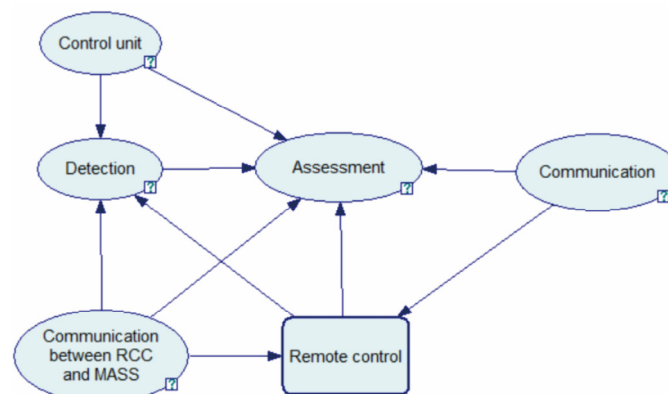 Control unit
?
Detection
?
Assessment
?
Communication
?
Communication
between RCC
and MASS
?
Remote control